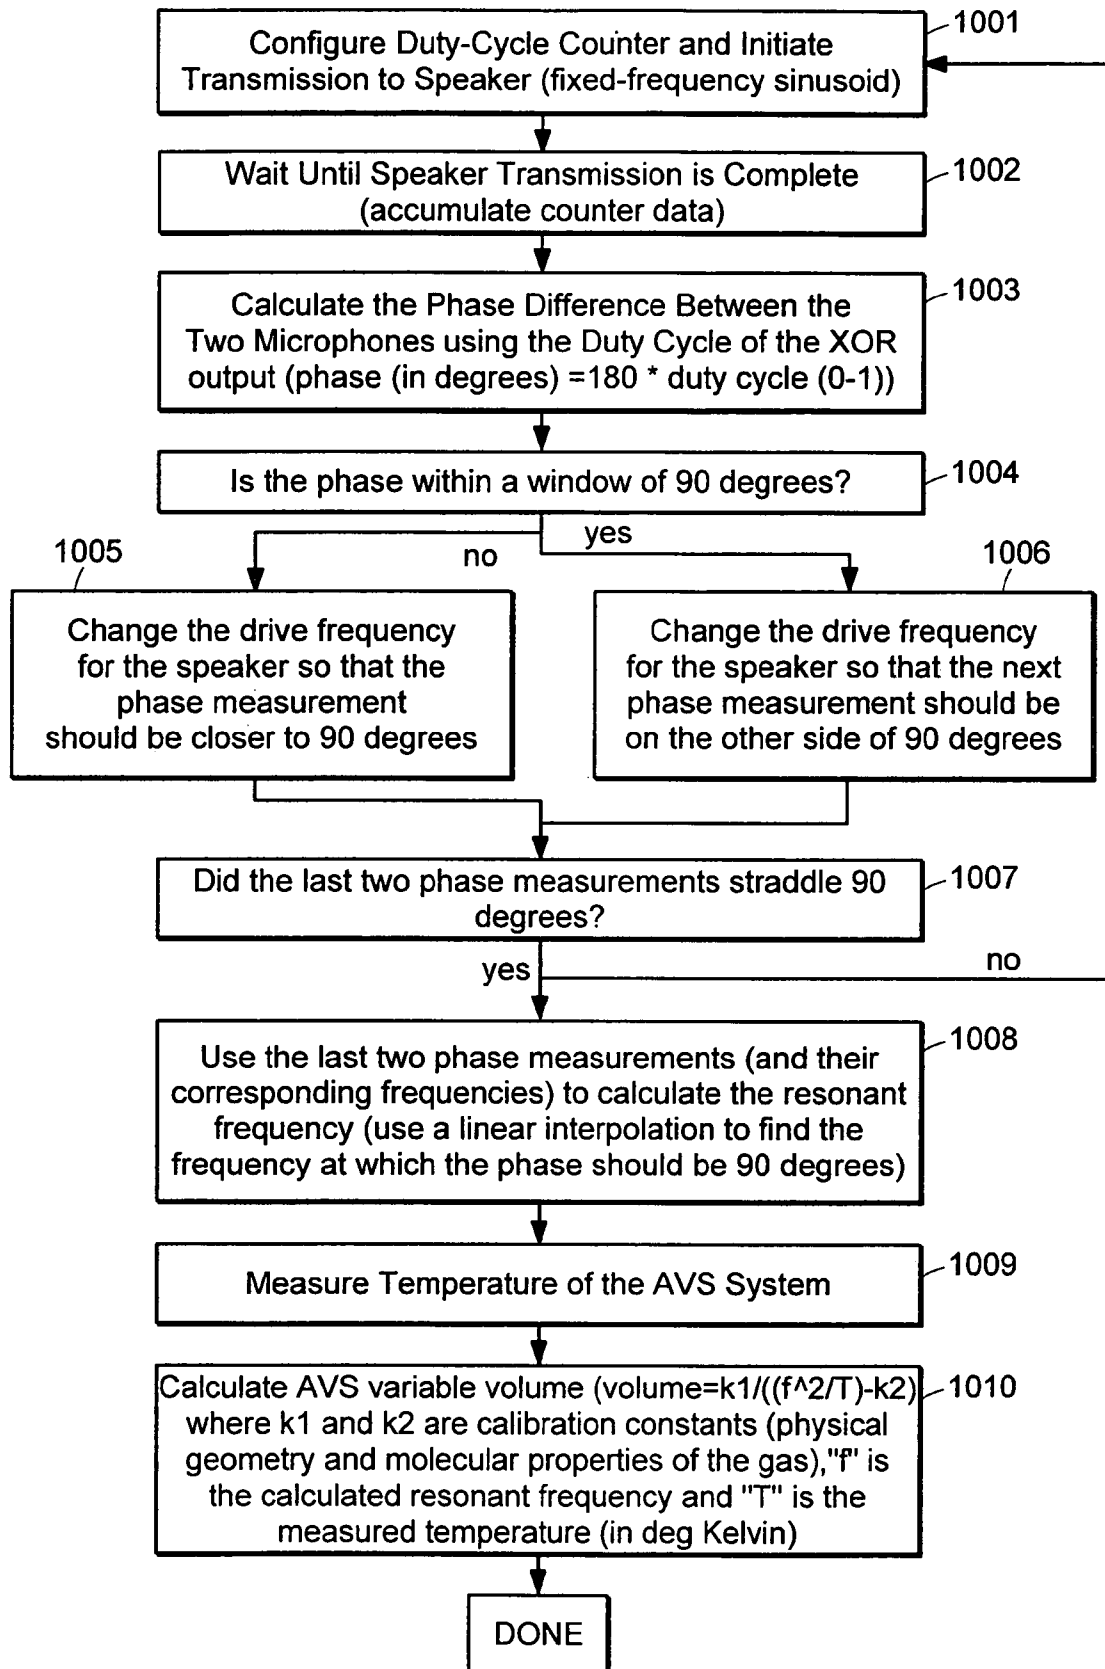 1001
Configure Duty-Cycle Counter and Initiate
Transmission to Speaker (fixed-frequency sinusoid)
1002
Wait Until Speaker Transmission is Complete
(accumulate counter data)
1003
Calculate the Phase Difference Between the
Two Microphones using the Duty Cycle of the XOR
output (phase (in degrees) =180 * duty cycle (0-1))
1004
Is the phase within a window of 90 degrees?
no
yes
1005
Change the drive frequency
for the speaker so that the
phase measurement
should be closer to 90 degrees
1006
Change the drive frequency
for the speaker so that the next
phase measurement should be
on the other side of 90 degrees
1007
Did the last two phase measurements straddle 90
degrees?
yes
no
1008
Use the last two phase measurements (and their
corresponding frequencies) to calculate the resonant
frequency (use a linear interpolation to find the
frequency at which the phase should be 90 degrees)
1009
Measure Temperature of the AVS System
1010
Calculate AVS variable volume (volume=k1/((f^2/T)-k2)
where k1 and k2 are calibration constants (physical
geometry and molecular properties of the gas),"f" is
the calculated resonant frequency and "T" is the
measured temperature (in deg Kelvin)
DONE